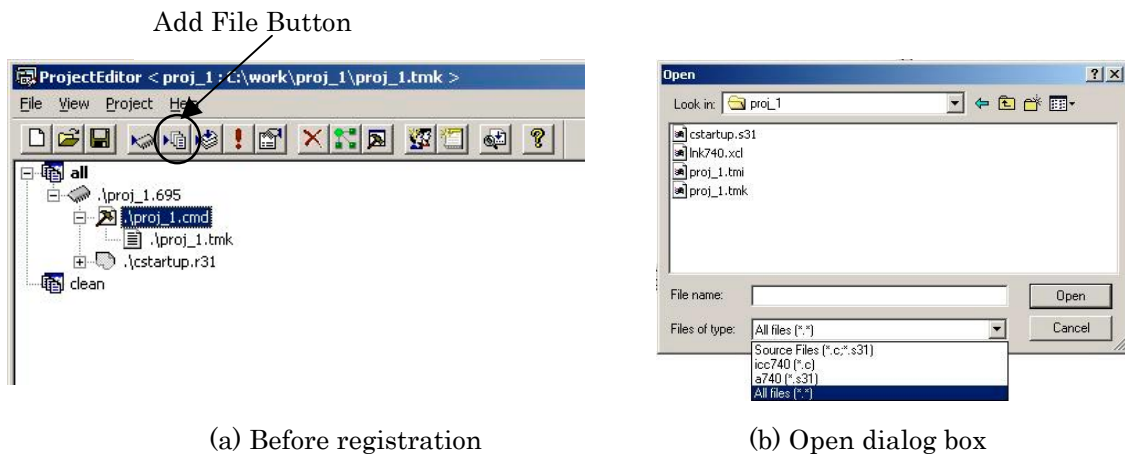 Add File Button
ProjectEditor < proj_1 : C:\work\proj_1\proj_1.tmk >
File View Project Help
all
.\proj_1.695
.\proj_1.cmd
.\proj_1.tmk
.\cstartup.r31
clean
Open
Look in: proj_1
cstartup.s31
lnk740.xcl
proj_1.tmi
proj_1.tmk
File name:
Open
Files of type: All files (*.*)
Cancel
Source Files (*.c;*.s31)
icc740 (*.c)
a740 (*.s31)
All files (*.*)
(a) Before registration
(b) Open dialog box